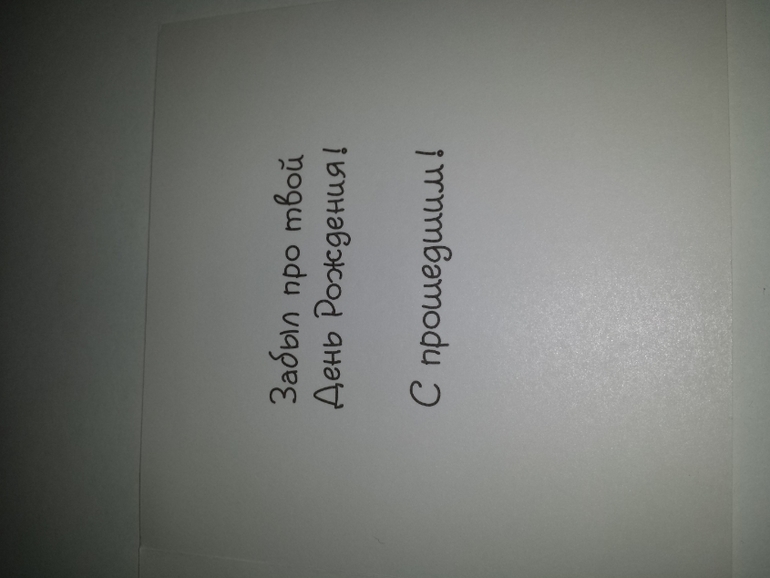 Забыл про твой
День Рождения!
С прошедшим!